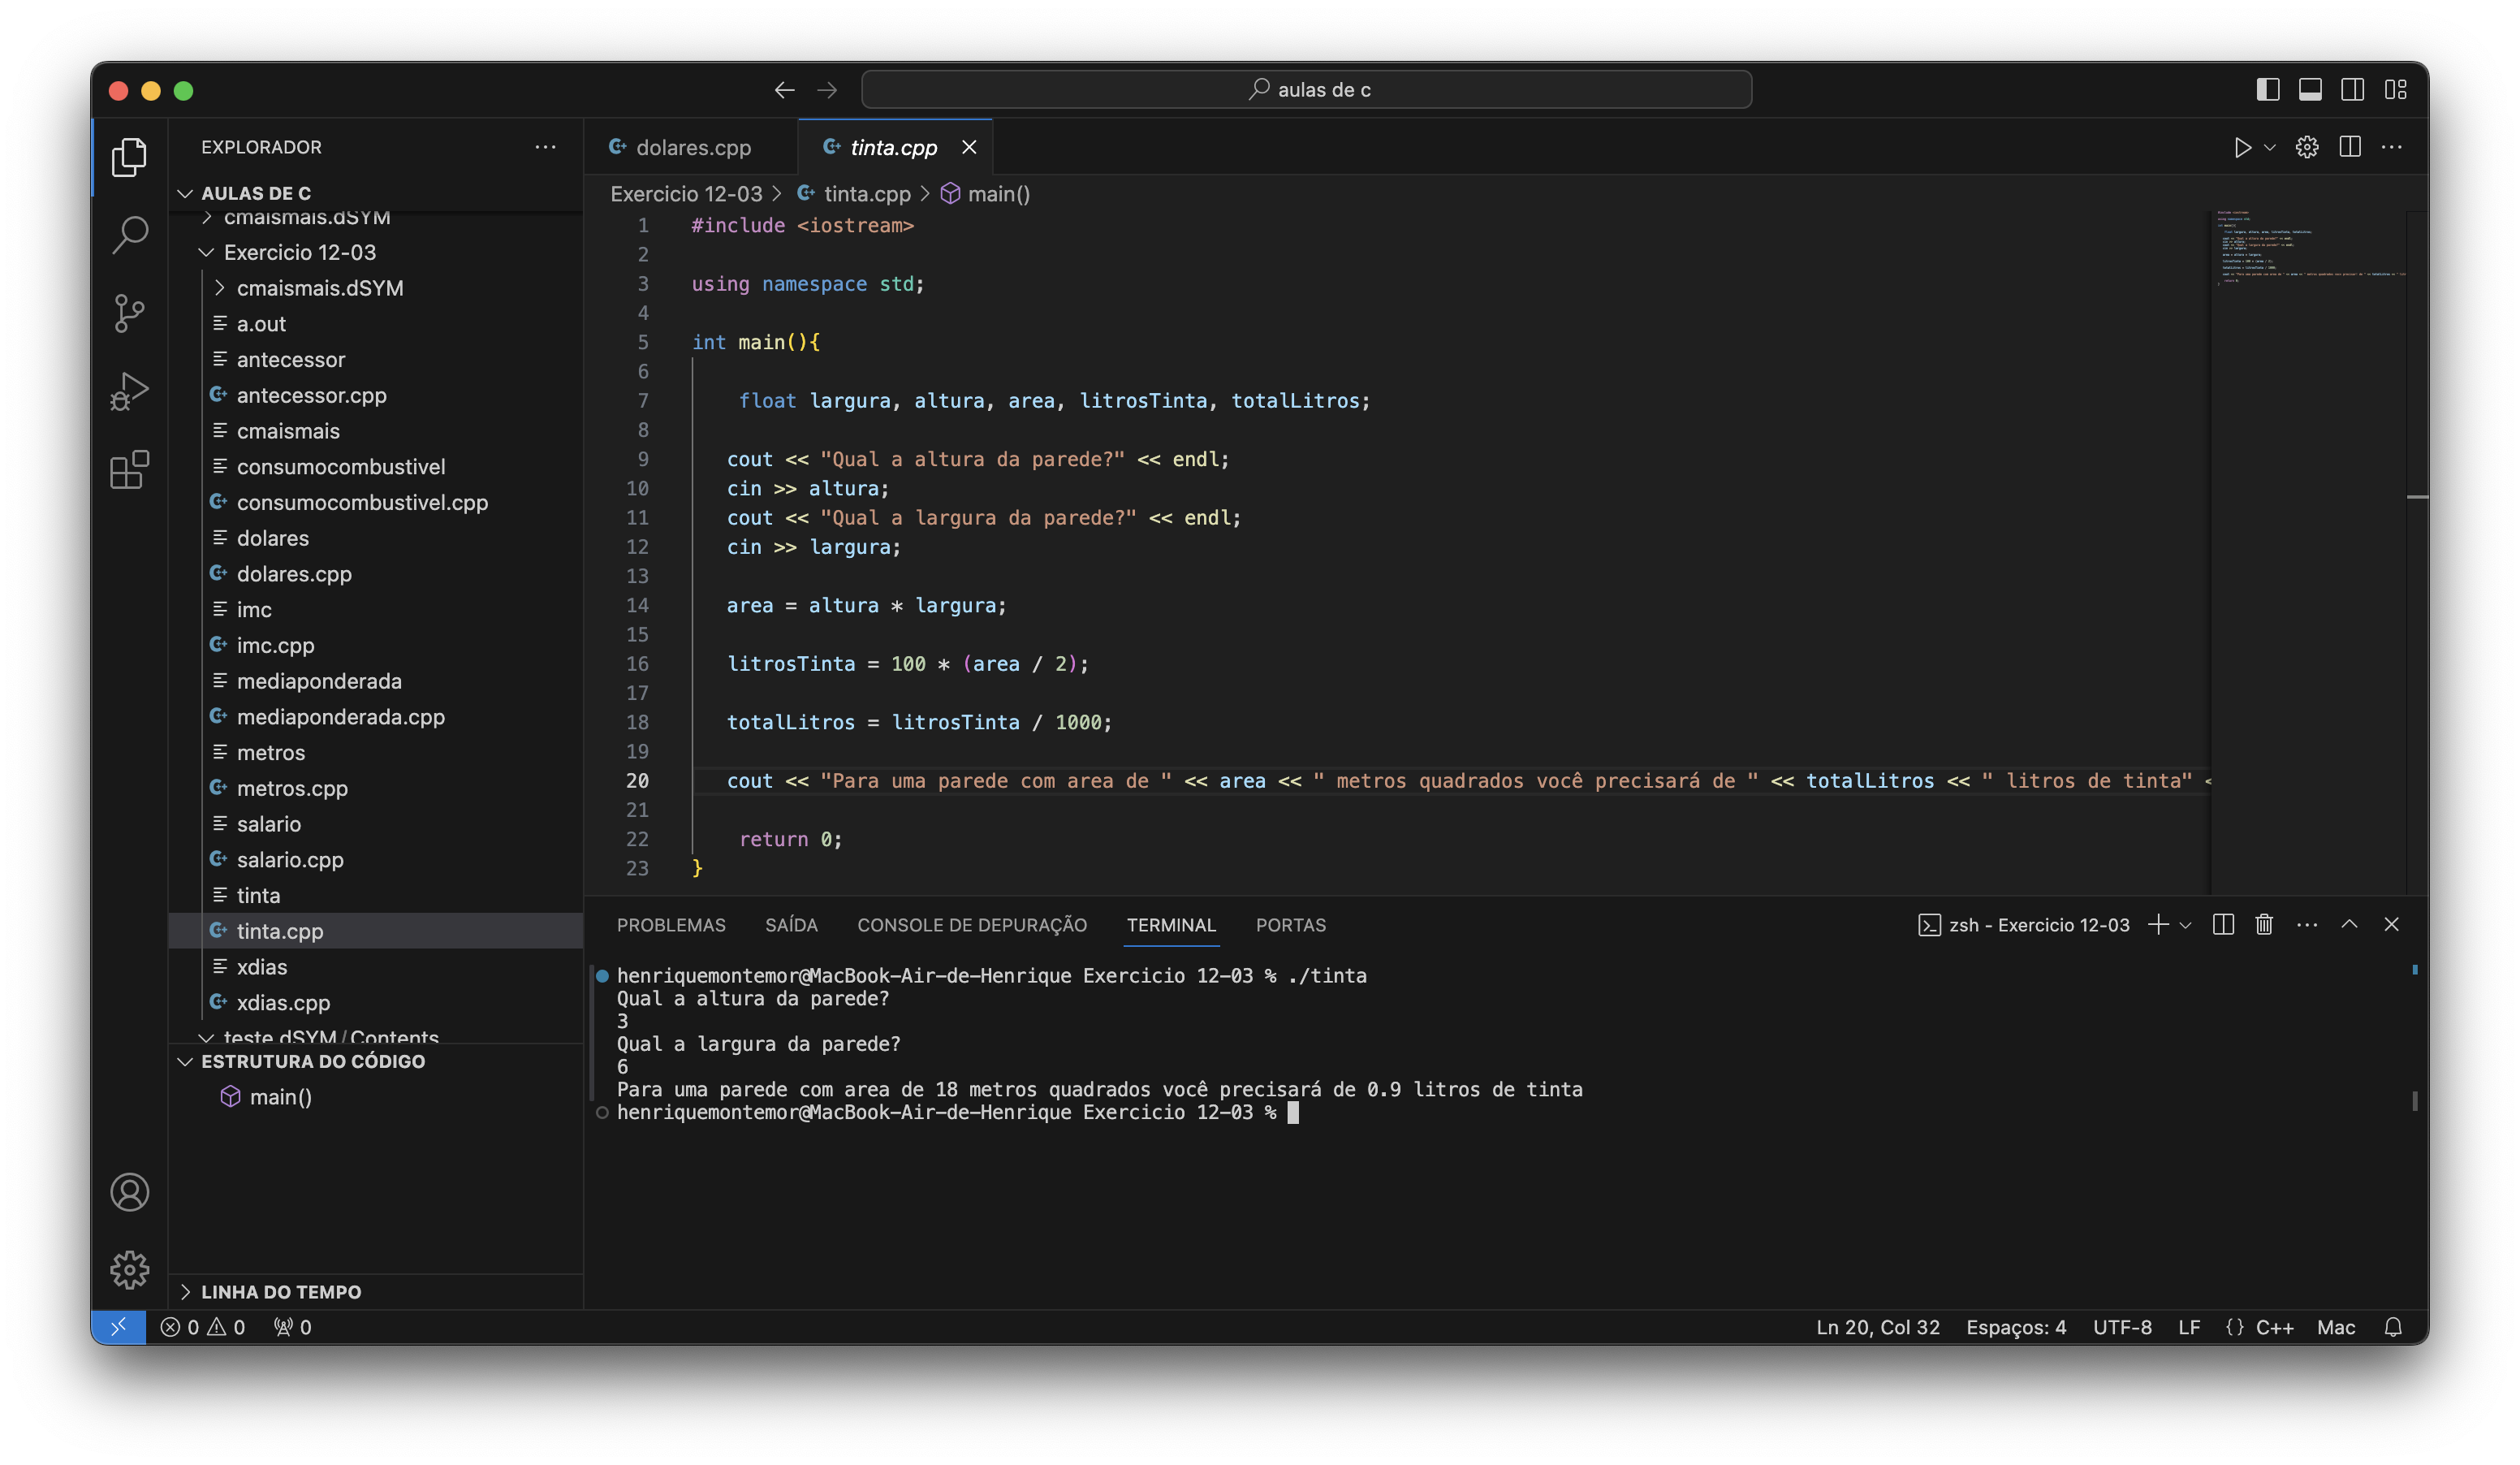 aulas de c
EXPLORADOR
AULAS DE C
cmaismais.dSYM
Exercicio 12-03
cmaismais.dSYM
a.out
antecessor
antecessor.cpp
cmaismais
consumocombustivel
consumocombustivel.cpp
dolares
dolares.cpp
imc
imc.cpp
mediaponderada
mediaponderada.cpp
metros
metros.cpp
salario
salario.cpp
tinta
tinta.cpp
xdias
xdias.cpp
teste.dSYM/Contents
ESTRUTURA DO CÓDIGO
main()
LINHA DO TEMPO
dolares.cpp tinta.cpp
Exercicio 12-03 > tinta.cpp > main()
1 #include <iostream>
2
3 using namespace std;
4
5 int main(){
6
7 float largura, altura, area, litrosTinta, totalLitros;
8
9 cout << "Qual a altura da parede?" << endl;
10 cin >> altura;
11 cout << "Qual a largura da parede?" << endl;
12 cin >> largura;
13
14 area = altura * largura;
15
16 litrosTinta = 100 * (area / 2);
17
18 totalLitros = litrosTinta / 1000;
19
20 cout << "Para uma parede com area de " << area << " metros quadrados você precisará de " << totalLitros << " litros de tinta" <
21
22 return 0;
23 }
PROBLEMAS SAÍDA CONSOLE DE DEPURAÇÃO TERMINAL PORTAS zsh - Exercicio 12-03
henriquemontemor@MacBook-Air-de-Henrique Exercicio 12-03 % ./tinta
Qual a altura da parede?
3
Qual a largura da parede?
6
Para uma parede com area de 18 metros quadrados você precisará de 0.9 litros de tinta
henriquemontemor@MacBook-Air-de-Henrique Exercicio 12-03 %
0 0 0 Ln 20, Col 32 Espaços: 4 UTF-8 LF {} C++ Mac